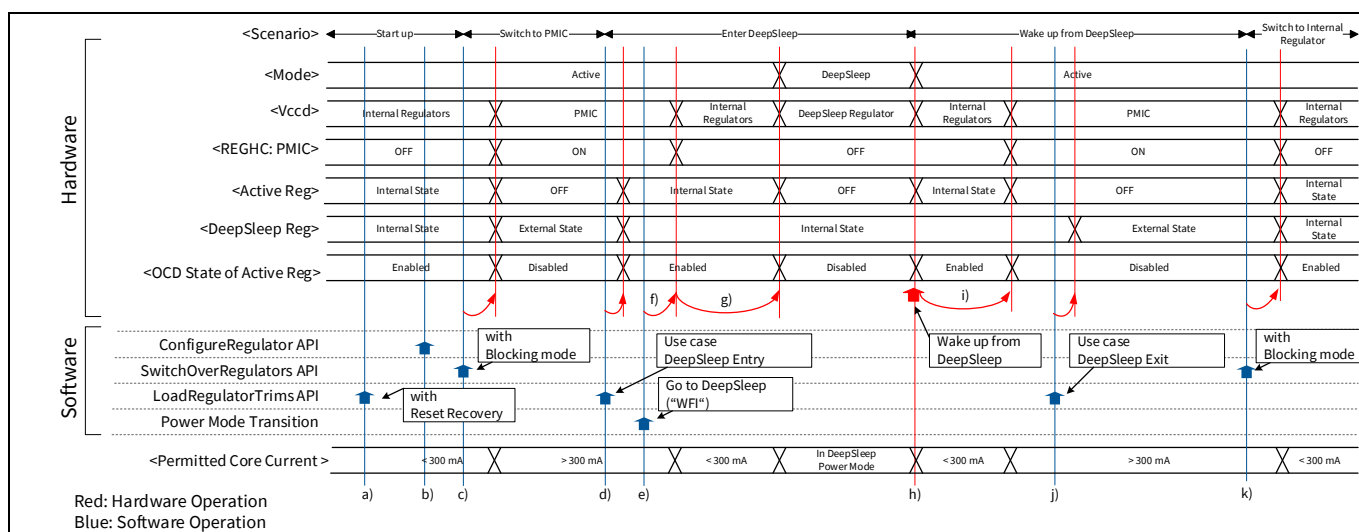 <Scenario>
Start up
Switch to PMIC
Enter DeepSleep
Wake up from DeepSleep
Switch to Internal
Regulator
Hardware
<Mode>
Active
DeepSleep
Active
<Vccd>
Internal Regulators
PMIC
Internal
Regulators
DeepSleep Regulator
Internal
Regulators
PMIC
Internal
Regulators
<REGHC: PMIC>
OFF
ON
OFF
ON
OFF
<Active Reg>
Internal State
OFF
Internal State
OFF
Internal State
OFF
Internal
State
<DeepSleep Reg>
Internal State
External State
Internal State
External State
Internal
State
<OCD State of Active Reg>
Enabled
Disabled
Enabled
Disabled
Enabled
Disabled
Enabled
f)
g)
i)
Software
ConfigureRegulator API
SwitchOverRegulators API
LoadRegulatorTrims API
Power Mode Transition
with
Blocking mode
Use case
DeepSleep Entry
Wake up from
DeepSleep
Use case
DeepSleep Exit
with
Blocking mode
with
Reset Recovery
Go to DeepSleep
("WFI")
<Permitted Core Current >
< 300 mA
> 300 mA
< 300 mA
In DeepSleep
Power Mode
< 300 mA
> 300 mA
< 300 mA
a)
b)
c)
d)
e)
h)
j)
k)
Red: Hardware Operation
Blue: Software Operation